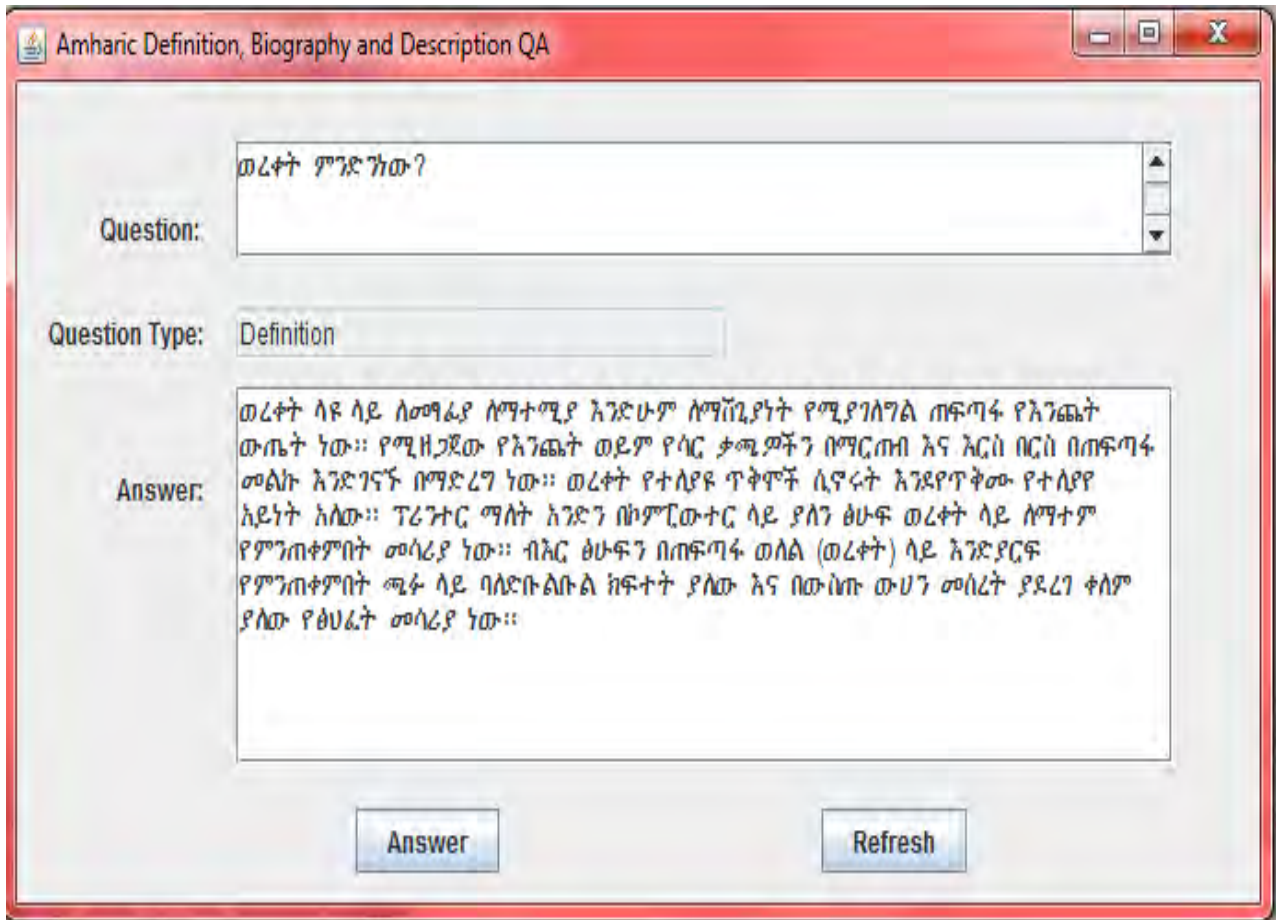 Amharic Definition, Biography and Description QA
ወረቀት ምንድንነው?
Question:
Question Type: Definition
ወረቀት ላዩ ላይ ለመፃፊያ ለማተሚያ እንድሁም ለማሸጊያነት የሚያገለግል ጠፍጣፋ የእንጨት
ውጤት ነው። የሚዘጋጀው የእንጨት ወይም የሳር ቃጫዎችን በማርጠብ እና እርስ በርስ በጠፍጣፋ
Answer: መልኩ እንድገናኙ በማድረግ ነው። ወረቀት የተለያዩ ጥቅሞች ሲኖሩት እንደየጥቅሙ የተለያየ
አይነት አለው። ፕሪንተር ማለት አንድን በኮምፒውተር ላይ ያለን ፅሁፍ ወረቀት ላይ ለማተም
የምንጠቀምበት መሳሪያ ነው። ብእር ፅሁፍን በጠፍጣፋ ወለል (ወረቀት) ላይ እንድያርፍ
የምንጠቀምበት ጫፉ ላይ ባለድቡልቡል ክፍተት ያለው እና በውስጡ ውሀን መሰረት ያደረገ ቀለም
ያለው የፅህፈት መሳሪያ ነው።
Answer Refresh